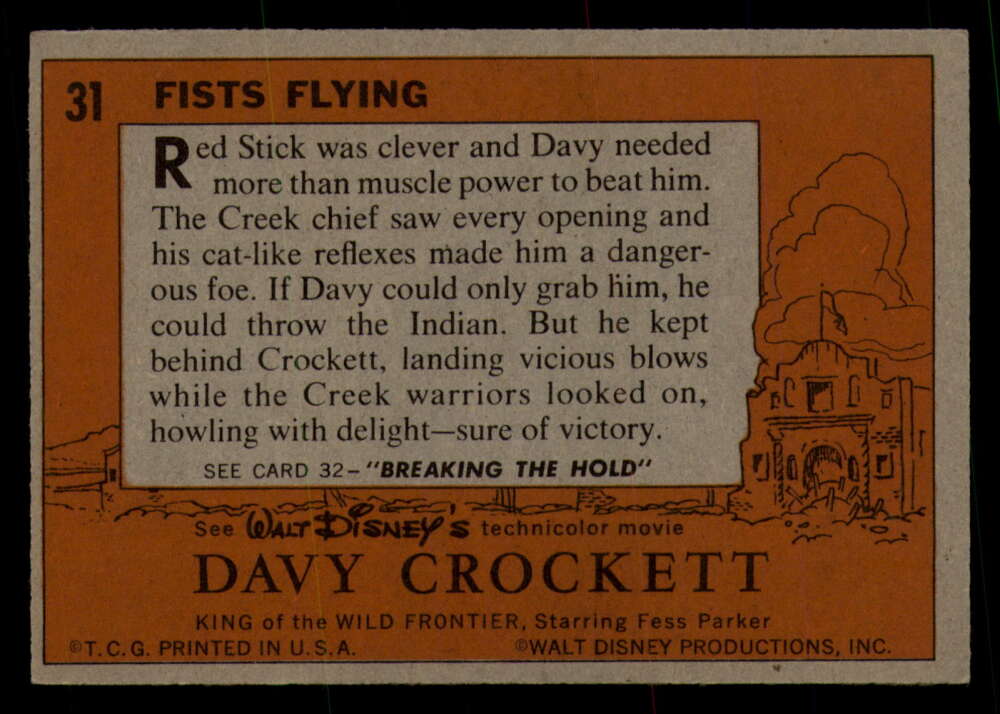 31 FISTS FLYING
Red Stick was clever and Davy needed
more than muscle power to beat him.
The Creek chief saw every opening and
his cat-like reflexes made him a danger-
ous foe. If Davy could only grab him, he
could throw the Indian. But he kept
behind Crockett, landing vicious blows
while the Creek warriors looked on,
howling with delight—sure of victory.
SEE CARD 32–"BREAKING THE HOLD"
See WALT DISNEY'S technicolor movie
DAVY CROCKETT
KING of the WILD FRONTIER, Starring Fess Parker
©T.C.G. PRINTED IN U.S.A. ©WALT DISNEY PRODUCTIONS, INC.